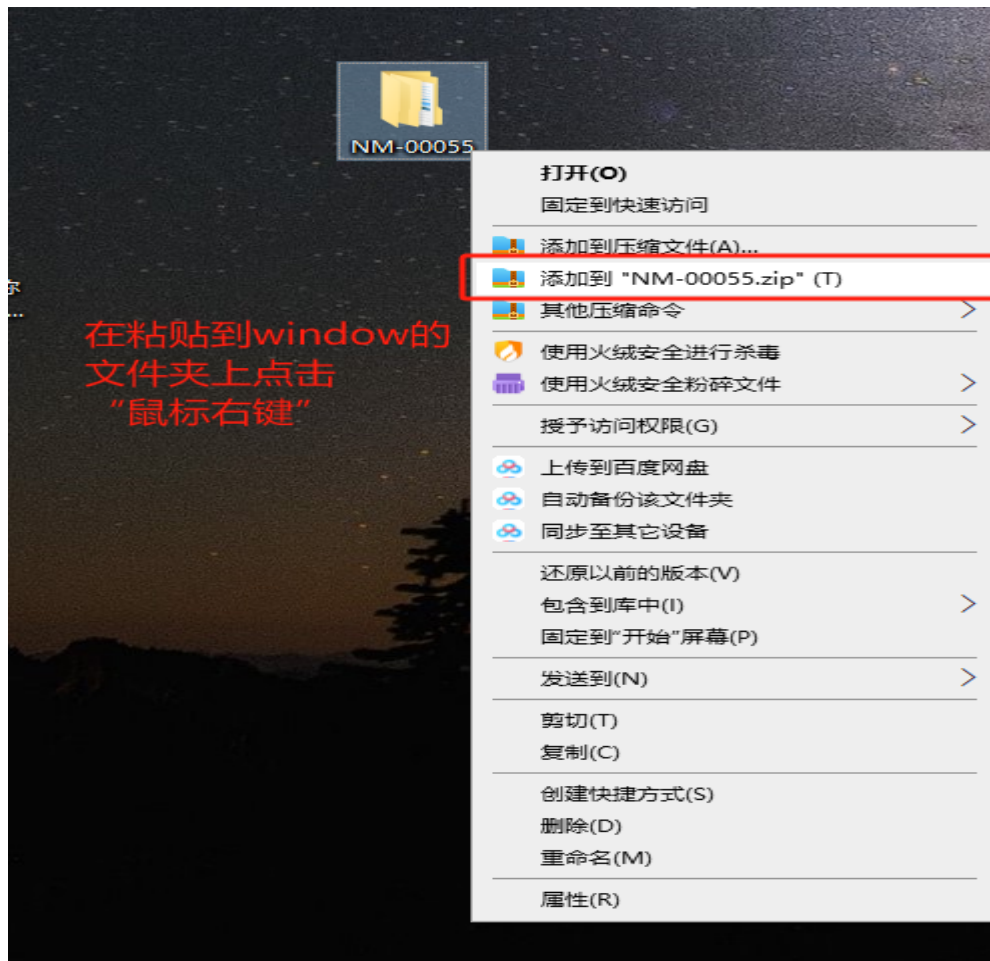 NM-00055
打开(O)
固定到快速访问
添加到压缩文件(A)...
添加到 "NM-00055.zip" (T)
其他压缩命令
在粘贴到window的
文件夹上点击
“鼠标右键”
使用火绒安全进行杀毒
使用火绒安全粉碎文件
授予访问权限(G)
上传到百度网盘
自动备份该文件夹
同步至其它设备
还原以前的版本(V)
包含到库中(I)
固定到“开始”屏幕(P)
发送到(N)
剪切(T)
复制(C)
创建快捷方式(S)
删除(D)
重命名(M)
属性(R)